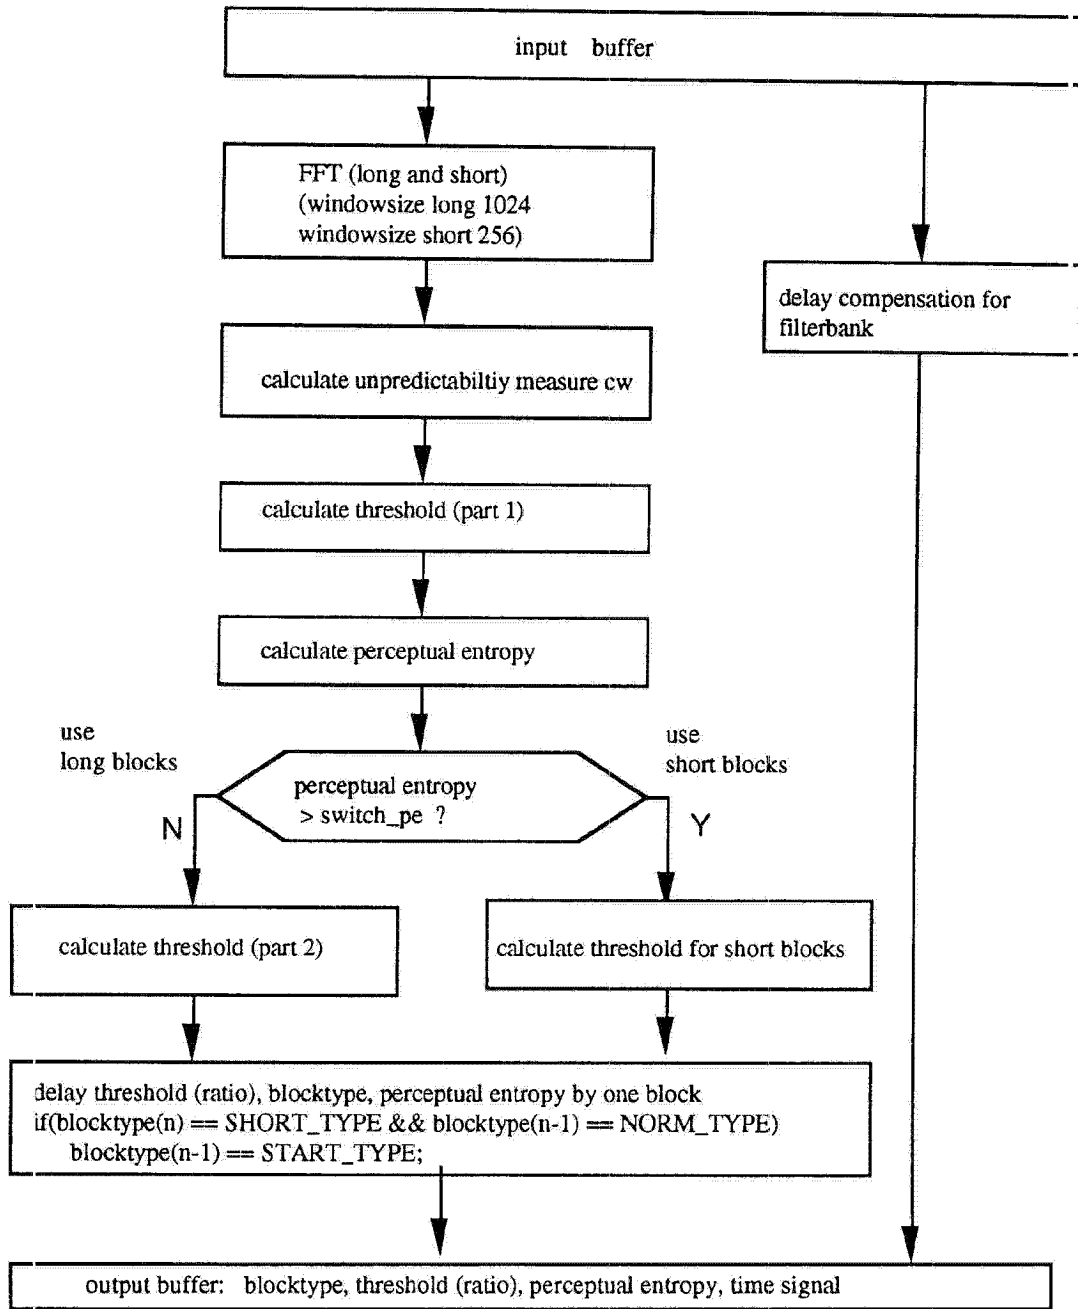 input buffer
FFT (long and short)
(windowsize long 1024
windowsize short 256)
delay compensation for
filterbank
calculate unpredictabiltiy measure cw
calculate threshold (part 1)
calculate perceptual entropy
use
long blocks
use
short blocks
perceptual entropy
> switch_pe ?
N
Y
calculate threshold (part 2)
calculate threshold for short blocks
delay threshold (ratio), blocktype, perceptual entropy by one block
if(blocktype(n) == SHORT_TYPE && blocktype(n-1) == NORM_TYPE)
blocktype(n-1) == START_TYPE;
output buffer: blocktype, threshold (ratio), perceptual entropy, time signal